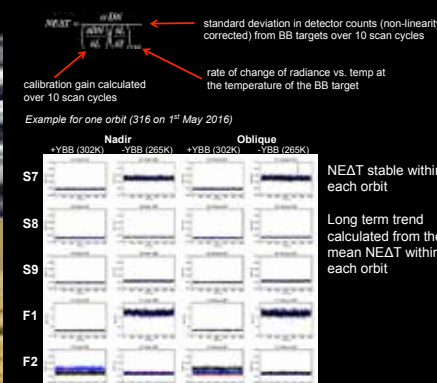 NEΔT =
standard deviation in detector counts (non-linearity
corrected) from BB targets over 10 scan cycles
rate of change of radiance vs. temp at
the temperature of the BB target
calibration gain calculated
over 10 scan cycles
Example for one orbit (316 on 1st May 2016)
Nadir Oblique
+YBB (302K) -YBB (265K) +YBB (302K) -YBB (265K)
S7
NEΔT stable within
each orbit
S8
Long term trend
calculated from the
mean NEΔT within
each orbit
S9
F1
F2